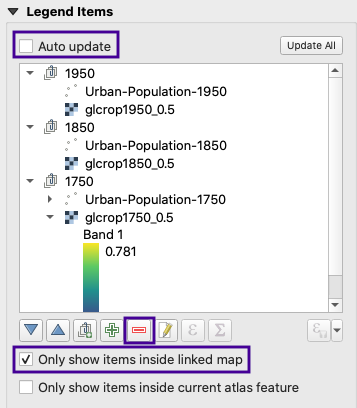 Legend Items
Auto update
Update All
1950
Urban-Population-1950
glcrop1950_0.5
1850
Urban-Population-1850
glcrop1850_0.5
1750
Urban-Population-1750
glcrop1750_0.5
Band 1
0.781
ε Σ
Only show items inside linked map
Only show items inside current atlas feature